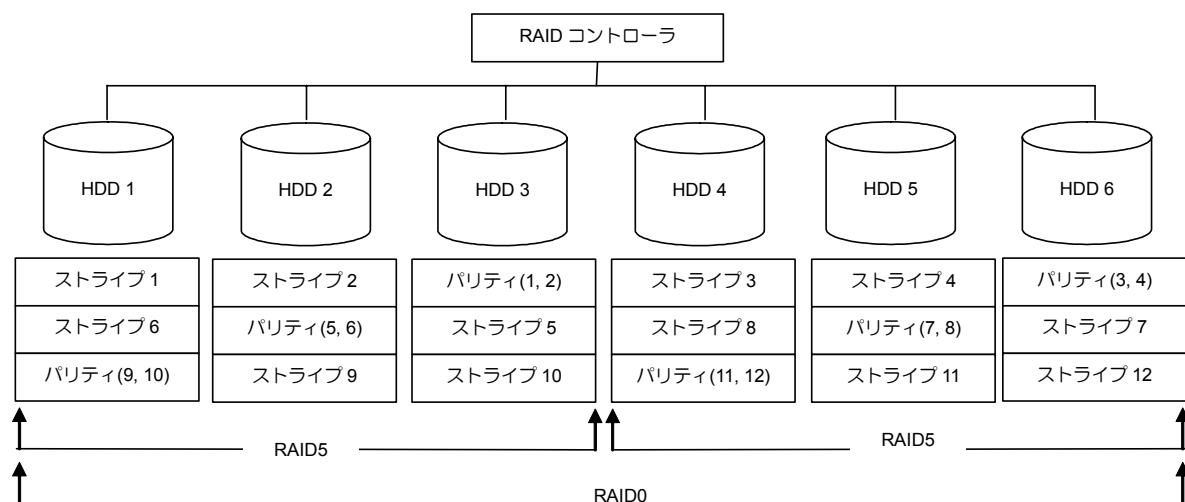 RAID コントローラ
HDD 1
HDD 2
HDD 3
HDD 4
HDD 5
HDD 6
ストライプ 1
ストライプ 2
パリティ(1, 2)
ストライプ 3
ストライプ 4
パリティ(3, 4)
ストライプ 6
パリティ(5, 6)
ストライプ 5
ストライプ 8
パリティ(7, 8)
ストライプ 7
パリティ(9, 10)
ストライプ 9
ストライプ 10
パリティ(11, 12)
ストライプ 11
ストライプ 12
RAID5
RAID5
RAID0